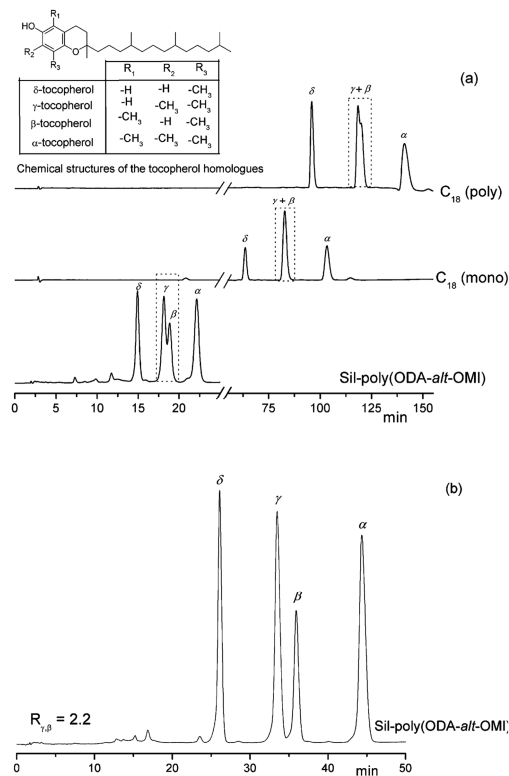 R1
HO
R2
O
R3
R1 R2 R3
δ-tocopherol -H -H -CH3
γ-tocopherol -H -CH3 -CH3
β-tocopherol -CH3 -H -CH3
α-tocopherol -CH3 -CH3 -CH3
Chemical structures of the tocopherol homologues
(a)
δ γ + β α
C18 (poly)
δ γ + β α
C18 (mono)
δ γ β α
Sil-poly(ODA-alt-OMI)
0 5 10 15 20 75 100 125 150
min
(b)
δ γ β α
Rγ,β = 2.2
Sil-poly(ODA-alt-OMI)
0 10 20 30 40 50
min